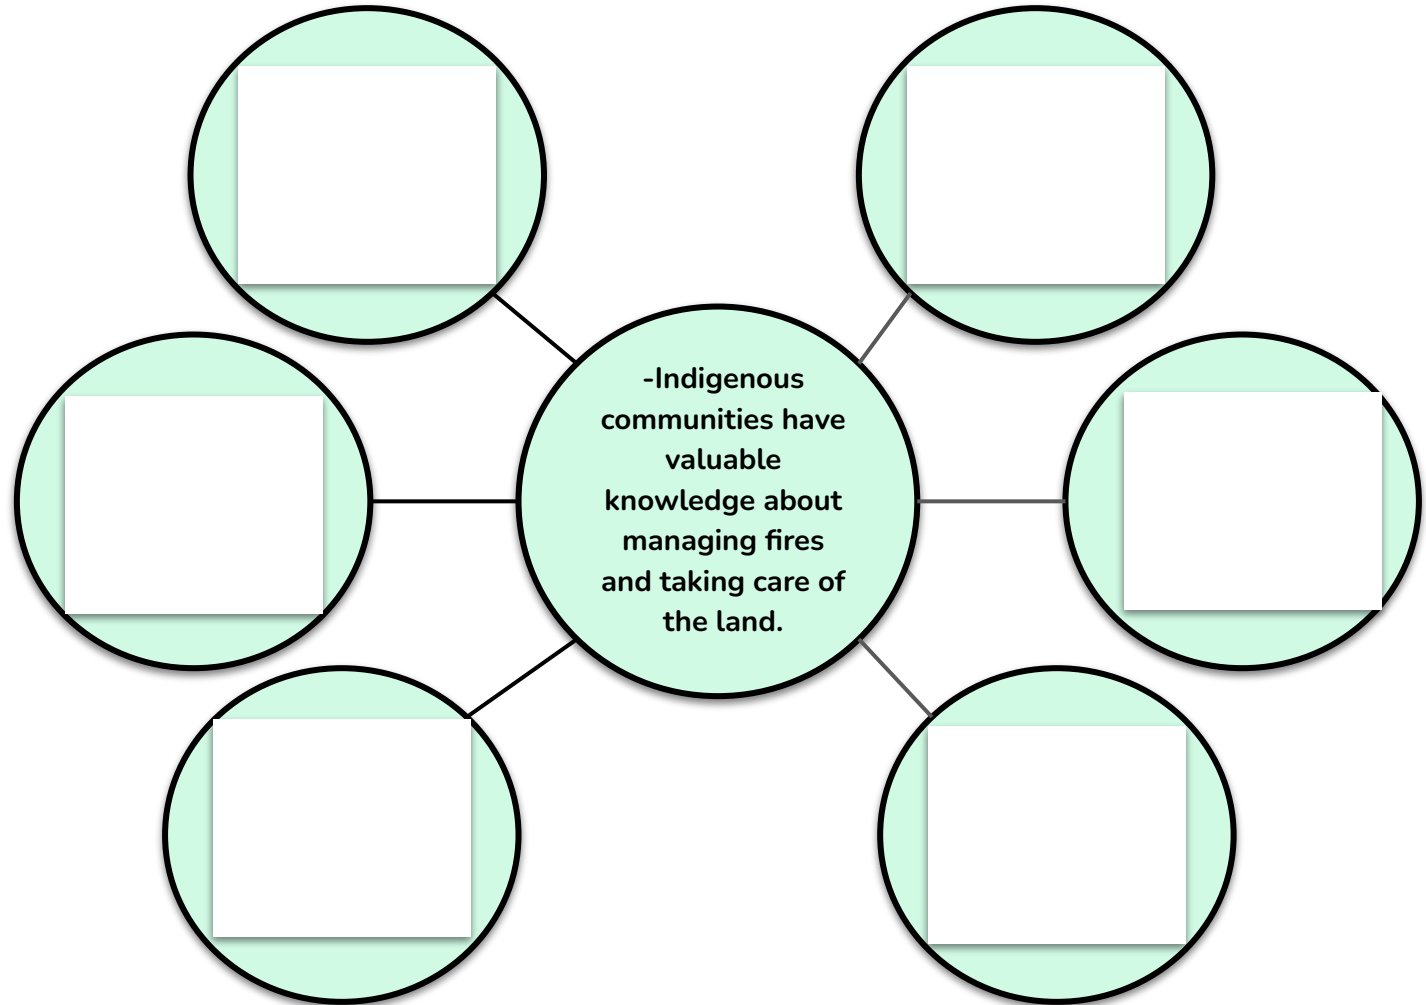 -Indigenous
communities have
valuable
knowledge about
managing fires
and taking care of
the land.